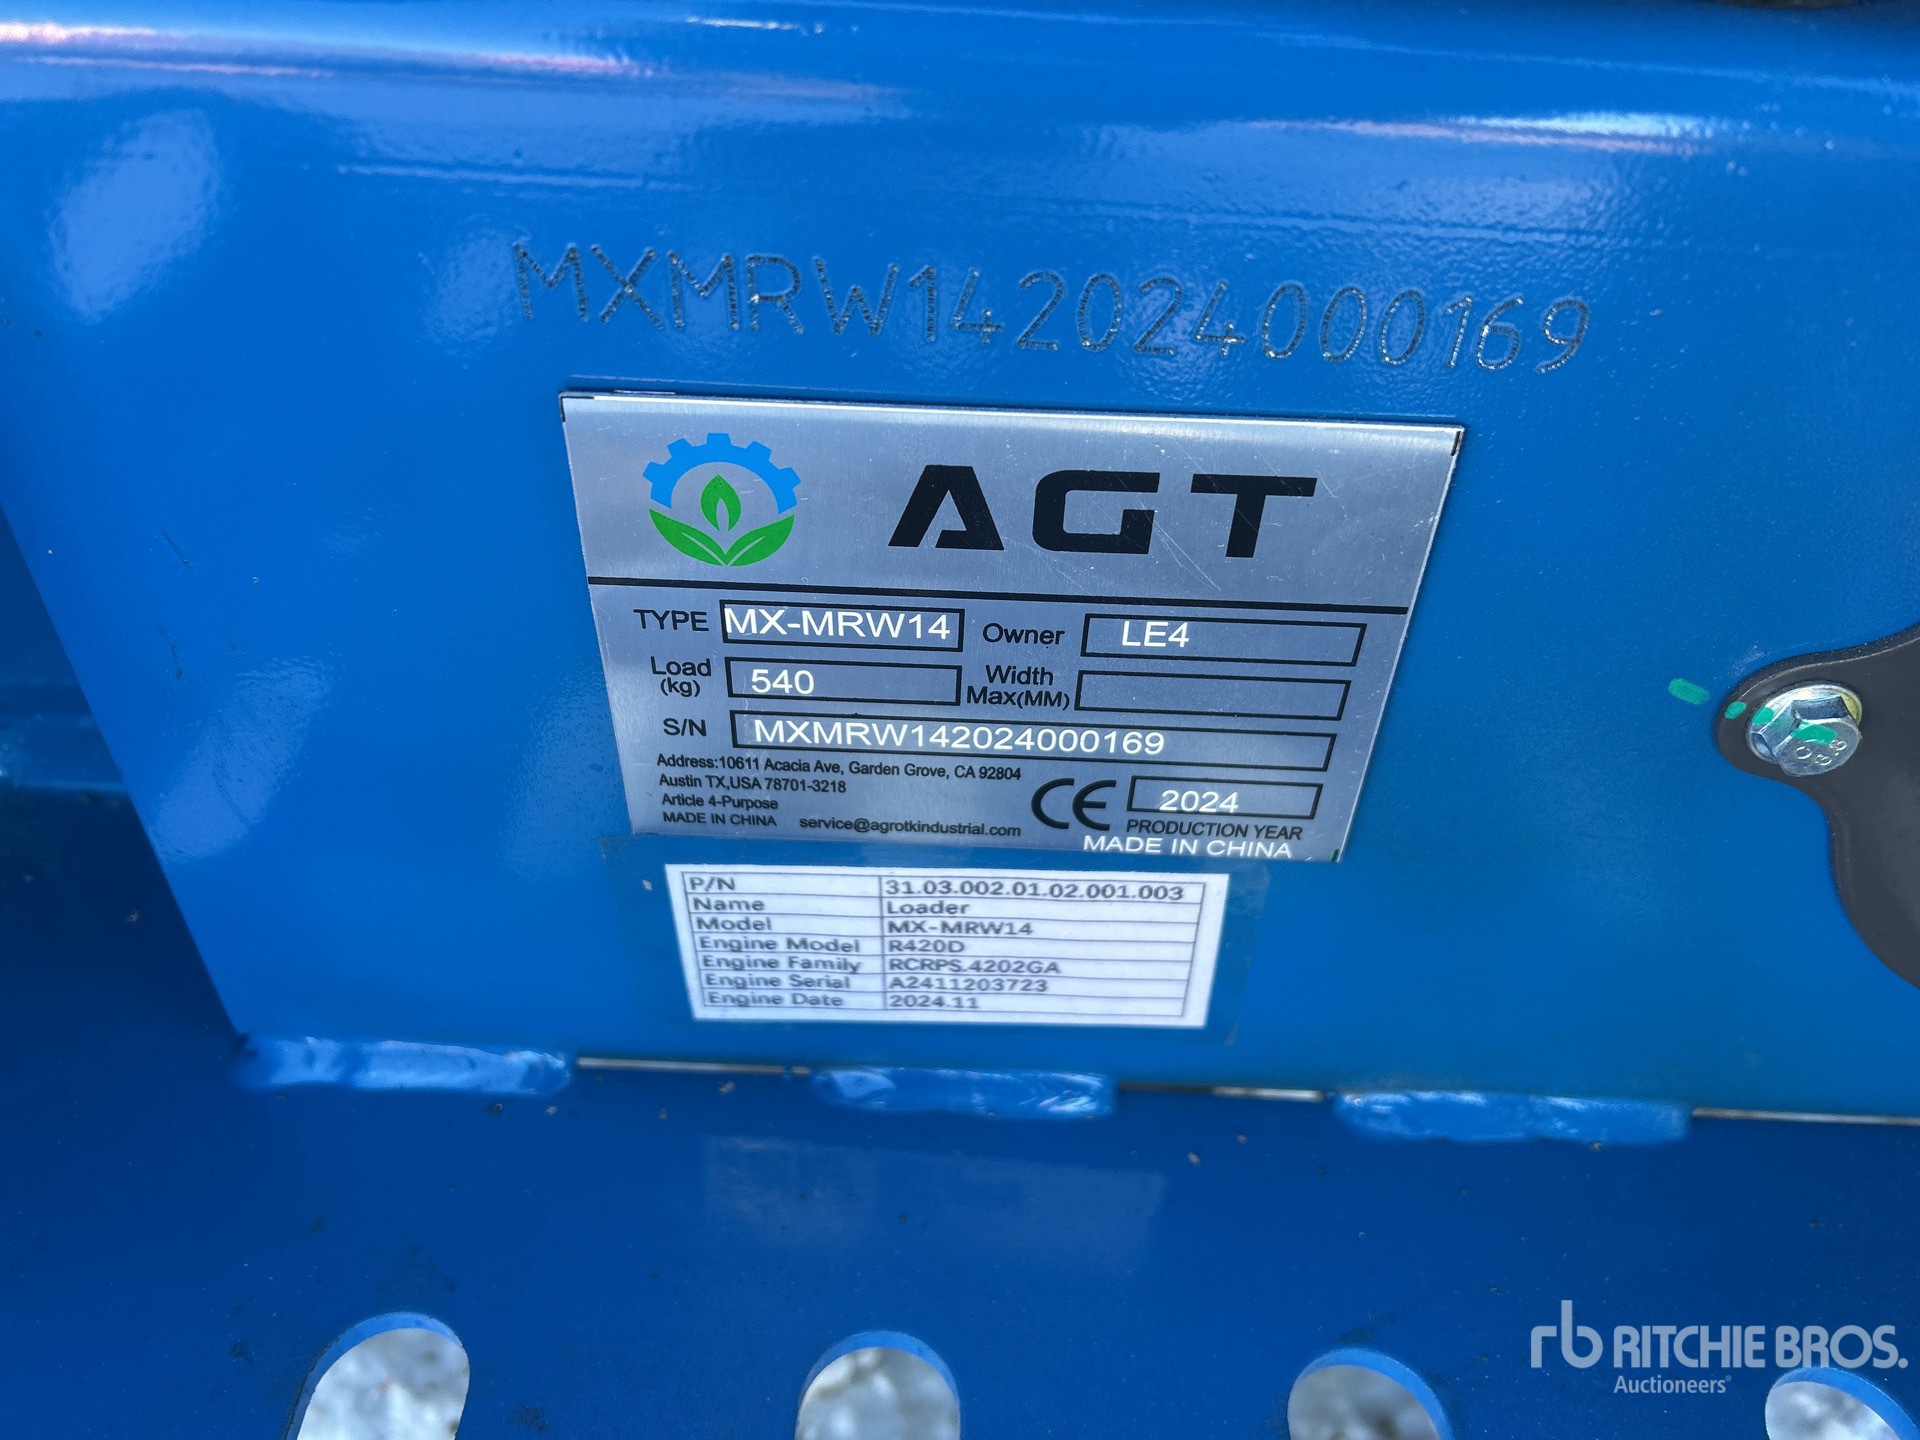 MXMRW142024000169
AGT
TYPE MX-MRW14 Owner LE4
Load (kg) 540 Width Max(MM)
S/N MXMRW142024000169
Address:10611 Acacia Ave, Garden Grove, CA 92804
Austin TX,USA 78701-3218
Article 4-Purpose
MADE IN CHINA service@agrotkindustrial.com
CE 2024
PRODUCTION YEAR
MADE IN CHINA
P/N 31.03.002.01.02.001.003
Name Loader
Model MX-MRW14
Engine Model R420D
Engine Family RCRPS.4202GA
Engine Serial A2411203723
Engine Date 2024.11
rb RITCHIE BROS.
Auctioneers